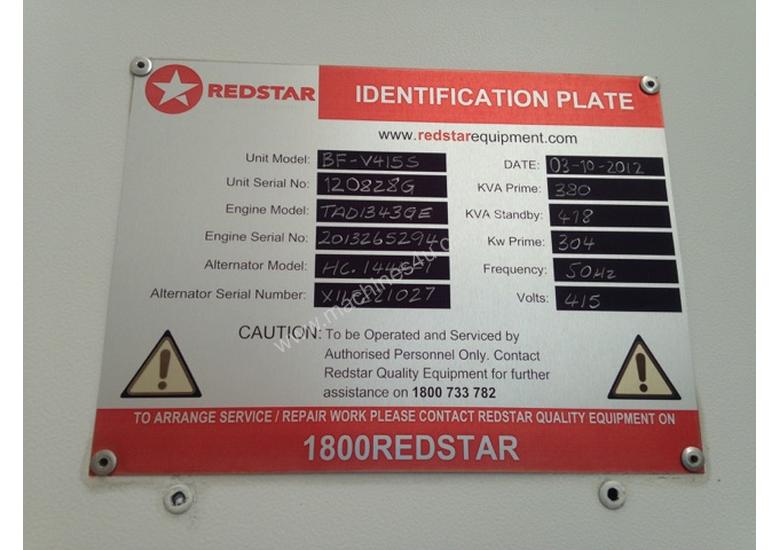 REDSTAR
IDENTIFICATION PLATE
www.redstarequipment.com
Unit Model: BF-V415S
Unit Serial No: 120828G
Engine Model: TAD1343GE
Engine Serial No: 2013265294
Alternator Model:
Alternator Serial Number:
DATE: 03-10-2012
KVA Prime: 380
KVA Standby: 418
Kw Prime: 304
Frequency: 50Hz
Volts: 415
CAUTION: To be Operated and Serviced by
Authorised Personnel Only. Contact
Redstar Quality Equipment for further
assistance on 1800 733 782
TO ARRANGE SERVICE / REPAIR WORK PLEASE CONTACT REDSTAR QUALITY EQUIPMENT ON
1800REDSTAR